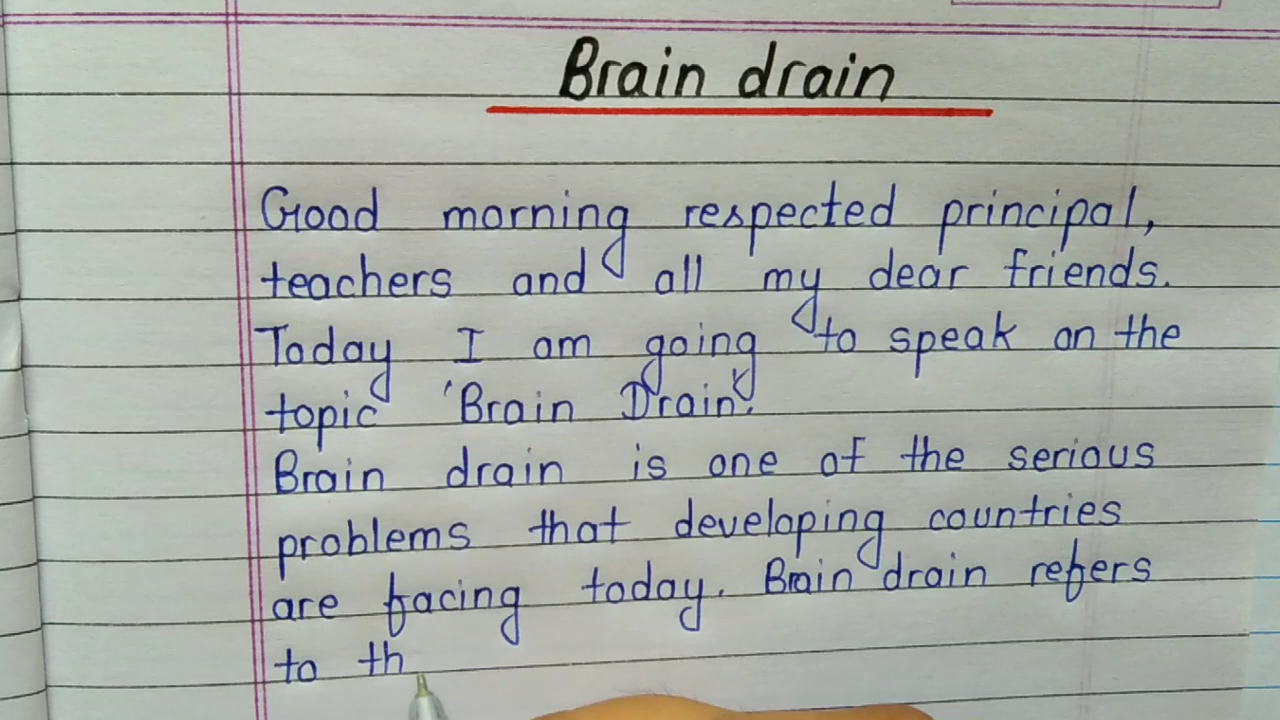 Brain drain
Good morning respected principal,
teachers and all my dear friends.
Today I am going to speak on the
topic 'Brain Drain'.
Brain drain is one of the serious
problems that developing countries
are facing today. Brain drain refers
to th